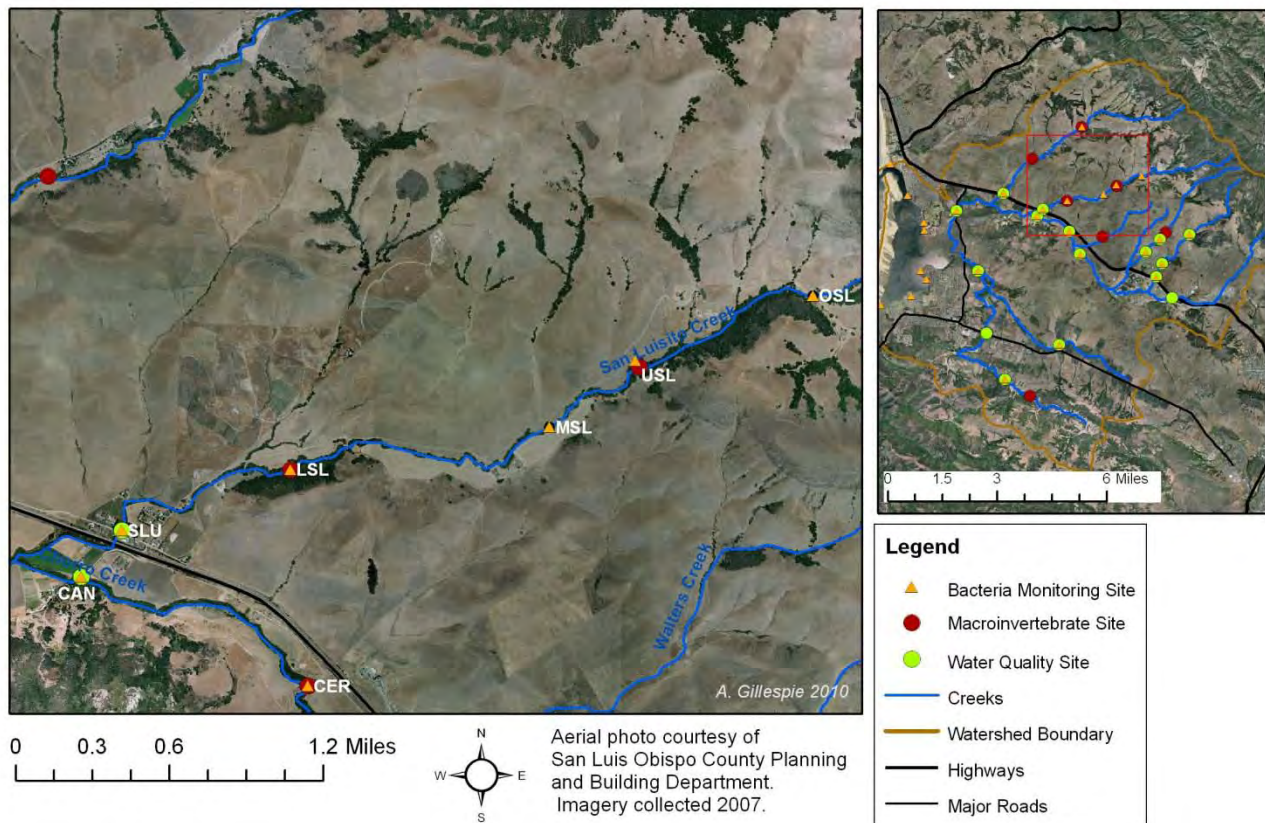 OSL
San Luisito Creek
USL
MSL
LSL
SLU
Creek
CAN
Walters Creek
CER
A. Gillespie 2010
0 0.3 0.6 1.2 Miles
N
W E
S
Aerial photo courtesy of
San Luis Obispo County Planning
and Building Department.
Imagery collected 2007.
0 1.5 3 6 Miles
Legend
Bacteria Monitoring Site
Macroinvertebrate Site
Water Quality Site
Creeks
Watershed Boundary
Highways
Major Roads